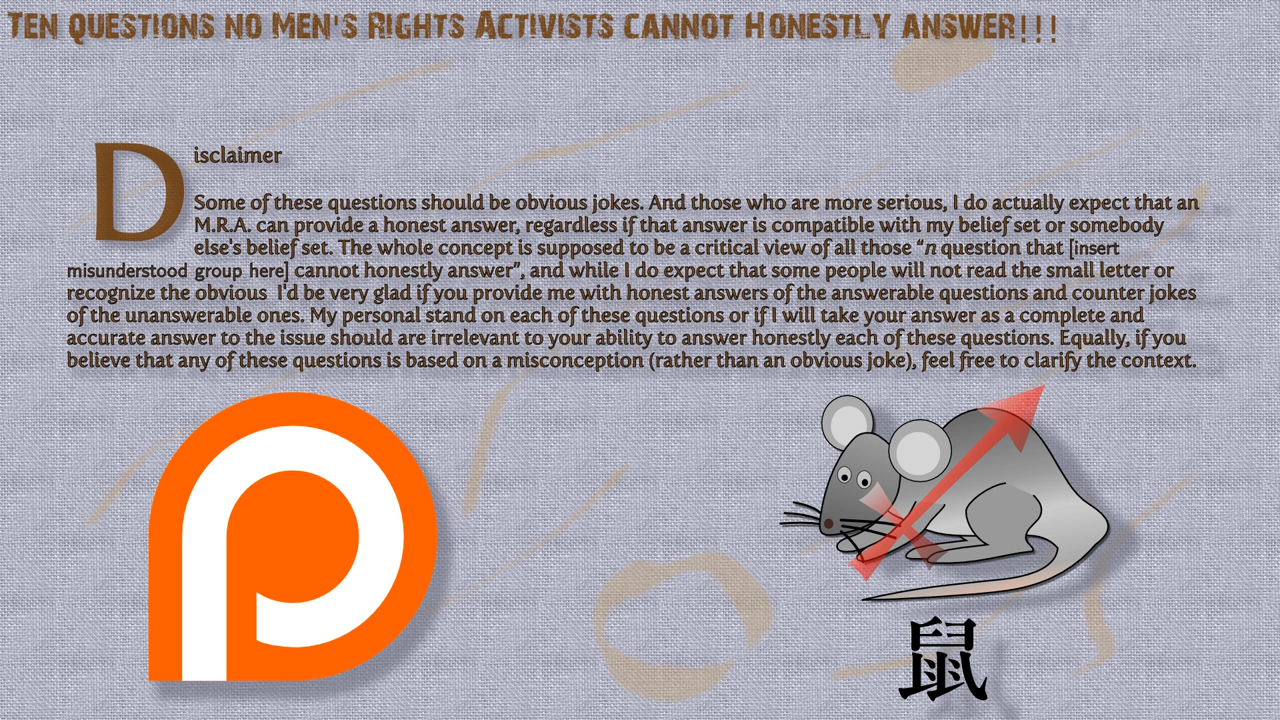 Ten questions no Men's Rights Activists cannot Honestly answer!!!
Disclaimer
Some of these questions should be obvious jokes. And those who are more serious, I do actually expect that an
M.R.A. can provide a honest answer, regardless if that answer is compatible with my belief set or somebody
else's belief set. The whole concept is supposed to be a critical view of all those “n question that [insert
misunderstood group here] cannot honestly answer”, and while I do expect that some people will not read the small letter or
recognize the obvious I'd be very glad if you provide me with honest answers of the answerable questions and counter jokes
of the unanswerable ones. My personal stand on each of these questions or if I will take your answer as a complete and
accurate answer to the issue should are irrelevant to your ability to answer honestly each of these questions. Equally, if you
believe that any of these questions is based on a misconception (rather than an obvious joke), feel free to clarify the context.
鼠